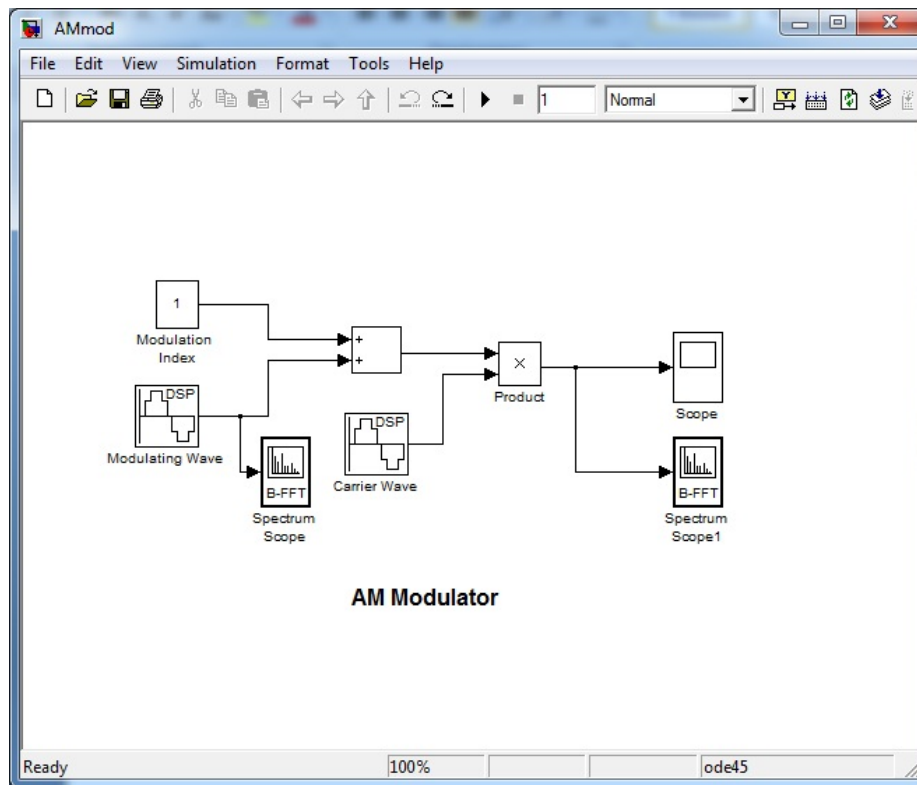 AMmod
File Edit View Simulation Format Tools Help
1 Normal
1
Modulation
Index
+
+
×
Product
Scope
DSP
Modulating Wave
DSP
Carrier Wave
B-FFT
Spectrum
Scope
B-FFT
Spectrum
Scope1
AM Modulator
Ready 100% ode45